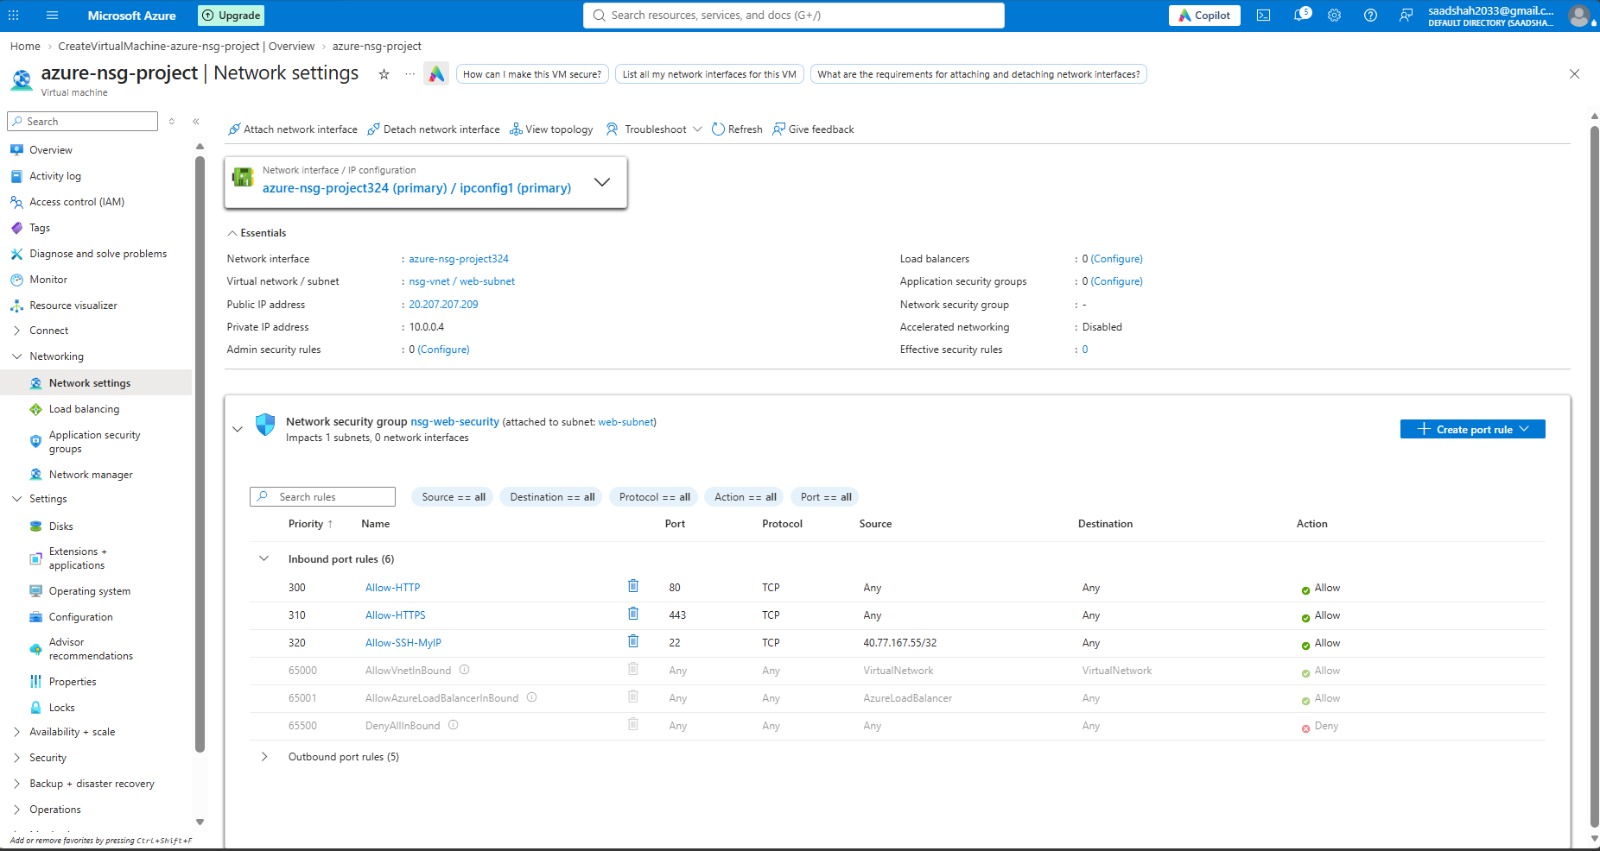 Microsoft Azure
Upgrade
Search resources, services, and docs (G+/)
Copilot
5
saadshah2033@gmail.c...
DEFAULT DIRECTORY (SAADSHA...
Home > CreateVirtualMachine-azure-nsg-project | Overview > azure-nsg-project
azure-nsg-project | Network settings
Virtual machine
How can I make this VM secure?
List all my network interfaces for this VM
What are the requirements for attaching and detaching network interfaces?
Search
Overview
Activity log
Access control (IAM)
Tags
Diagnose and solve problems
Monitor
Resource visualizer
Connect
Networking
Network settings
Load balancing
Application security groups
Network manager
Settings
Disks
Extensions + applications
Operating system
Configuration
Advisor recommendations
Properties
Locks
Availability + scale
Security
Backup + disaster recovery
Operations
Add or remove favorites by pressing Ctrl+Shift+F
Attach network interface
Detach network interface
View topology
Troubleshoot
Refresh
Give feedback
Network interface / IP configuration
azure-nsg-project324 (primary) / ipconfig1 (primary)
Essentials
Network interface : azure-nsg-project324
Virtual network / subnet : nsg-vnet / web-subnet
Public IP address : 20.207.207.209
Private IP address : 10.0.0.4
Admin security rules : 0 (Configure)
Load balancers : 0 (Configure)
Application security groups : 0 (Configure)
Network security group : -
Accelerated networking : Disabled
Effective security rules : 0
Network security group nsg-web-security (attached to subnet: web-subnet)
Impacts 1 subnets, 0 network interfaces
Create port rule
Search rules
Source == all
Destination == all
Protocol == all
Action == all
Port == all
Priority ↑ Name Port Protocol Source Destination Action
Inbound port rules (6)
300 Allow-HTTP 80 TCP Any Any Allow
310 Allow-HTTPS 443 TCP Any Any Allow
320 Allow-SSH-MyIP 22 TCP 40.77.167.55/32 Any Allow
65000 AllowVnetInBound Any Any VirtualNetwork VirtualNetwork Allow
65001 AllowAzureLoadBalancerInBound Any Any AzureLoadBalancer Any Allow
65500 DenyAllInBound Any Any Any Any Deny
Outbound port rules (5)